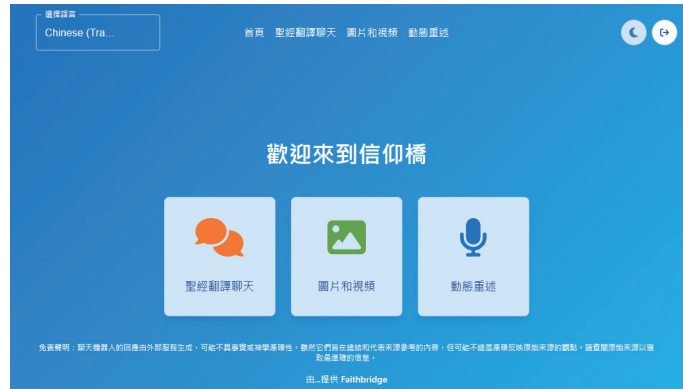 選擇語言
Chinese (Tra...
首頁 聖經翻譯聊天 圖片和視頻 動態重述
歡迎來到信仰橋
聖經翻譯聊天
圖片和視頻
動態重述
免責聲明：聊天機器人的回應由外部服務生成，可能不具事實或神學準確性。雖然它們旨在總結和代表來源參考的內容，但可能不總是準確反映原始來源的觀點。請查閱原始來源以獲
取最準確的信息。
由...提供 Faithbridge